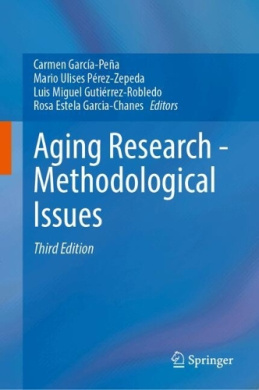 Carmen García-Peña
Mario Ulises Pérez-Zepeda
Luis Miguel Gutiérrez-Robledo
Rosa Estela Garcia-Chanes Editors
Aging Research -
Methodological
Issues
Third Edition
Springer